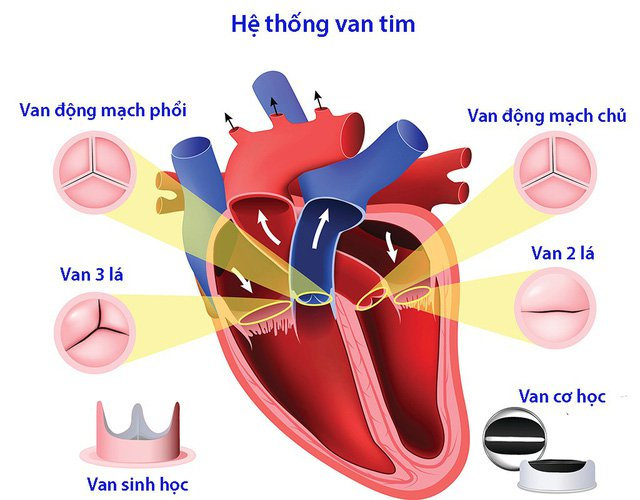 Hệ thống van tim
Van động mạch phổi
Van động mạch chủ
Van 3 lá
Van 2 lá
Van sinh học
Van cơ học